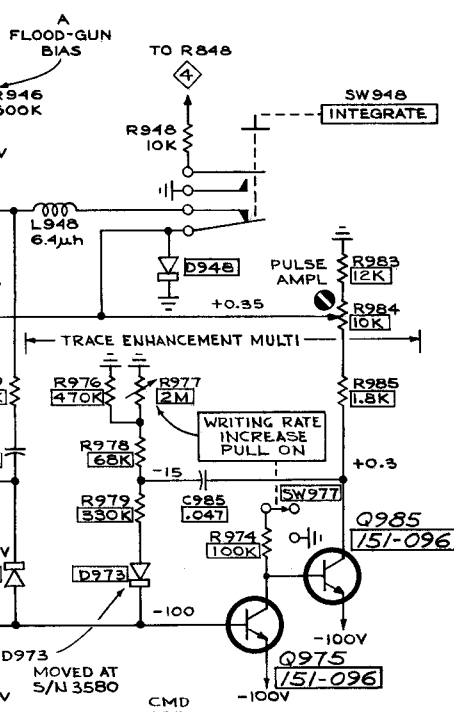 A
FLOOD-GUN
BIAS
TO R848
4
R946
SW948
INTEGRATE
R948
10K
L948
6.4μh
D948
PULSE
AMPL
R983
12K
+0.35
R984
10K
TRACE ENHANCEMENT MULTI
R976
470K
R977
2M
R985
1.8K
WRITING RATE
INCREASE
PULL ON
R978
68K
-15
+0.3
SW977
R979
330K
C985
.047
R974
100K
Q985
151-096
D973
-100
-100V
D973
MOVED AT
S/N 3580
Q975
151-096
-100V
CMD